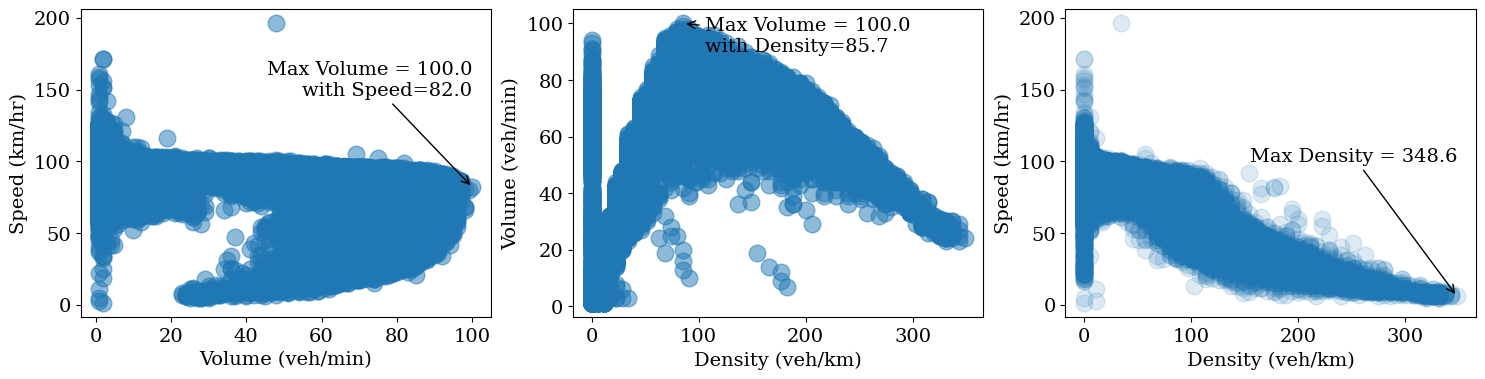 200
150
100
50
0
Speed (km/hr)
Max Volume = 100.0
with Speed=82.0
0 20 40 60 80 100
Volume (veh/min)
100
80
60
40
20
0
Volume (veh/min)
Max Volume = 100.0
with Density=85.7
0 100 200 300
Density (veh/km)
200
150
100
50
0
Speed (km/hr)
Max Density = 348.6
0 100 200 300
Density (veh/km)